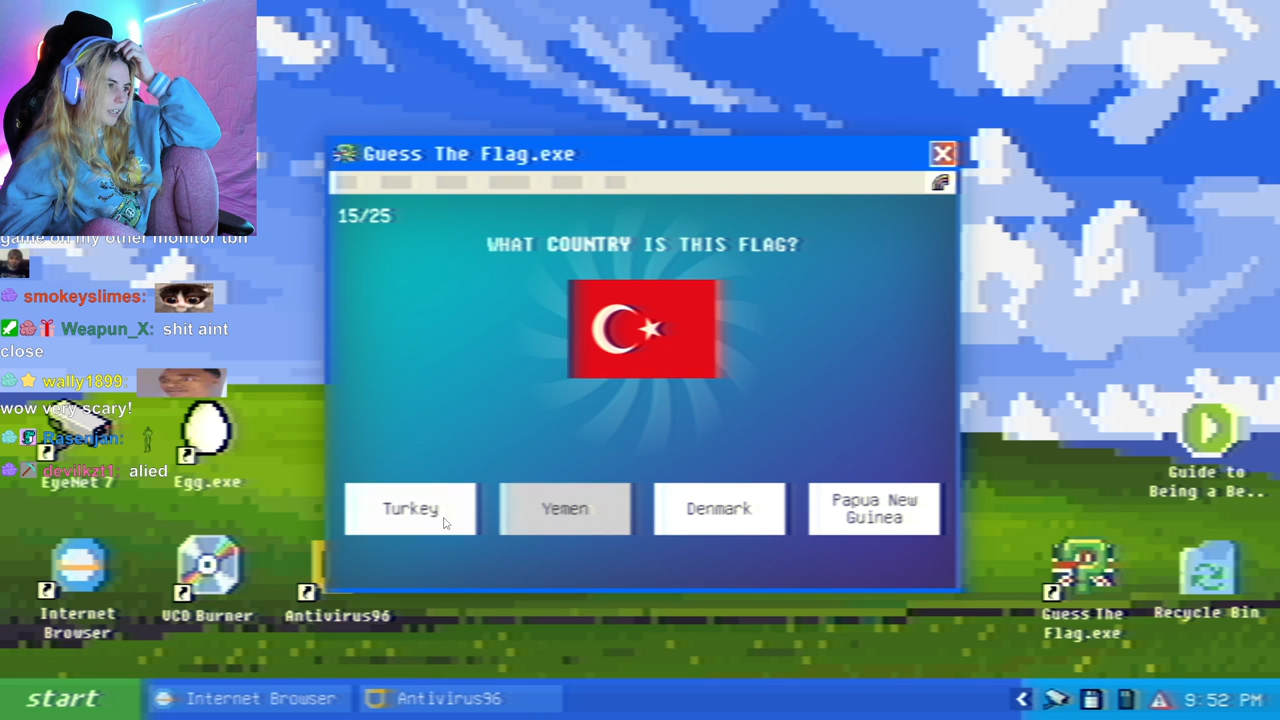 Guess The Flag.exe
15/25
WHAT COUNTRY IS THIS FLAG?
Turkey
Yemen
Denmark
Papua New
Guinea
game on my other monitor tbh
smokeyslimes:
Weapun_X: shit aint
close
wally1899:
wow very scary!
Rasenjan:
devilkzt1: alied
EyeNet 7
Egg.exe
Internet
Browser
VCD Burner
Antivirus96
Guide to
Being a Be..
Guess The
Flag.exe
Recycle Bin
start
Internet Browser
Antivirus96
9:52 PM